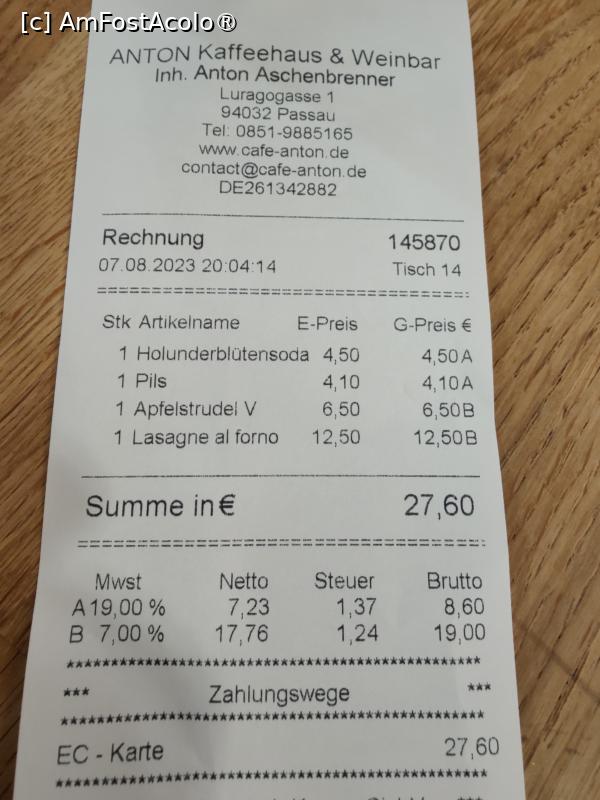 [c] AmFostAcolo®
ANTON Kaffeehaus & Weinbar
Inh. Anton Aschenbrenner
Luragogasse 1
94032 Passau
Tel: 0851-9885165
www.cafe-anton.de
contact@cafe-anton.de
DE261342882
Rechnung 145870
07.08.2023 20:04:14 Tisch 14
==========================================
Stk Artikelname E-Preis G-Preis €
1 Holunderblütensoda 4,50 4,50A
1 Pils 4,10 4,10A
1 Apfelstrudel V 6,50 6,50B
1 Lasagne al forno 12,50 12,50B
Summe in€ 27,60
==========================================
Mwst Netto Steuer Brutto
A 19,00 % 7,23 1,37 8,60
B 7,00 % 17,76 1,24 19,00
******************************************
*** Zahlungswege ***
******************************************
EC - Karte 27,60
******************************************